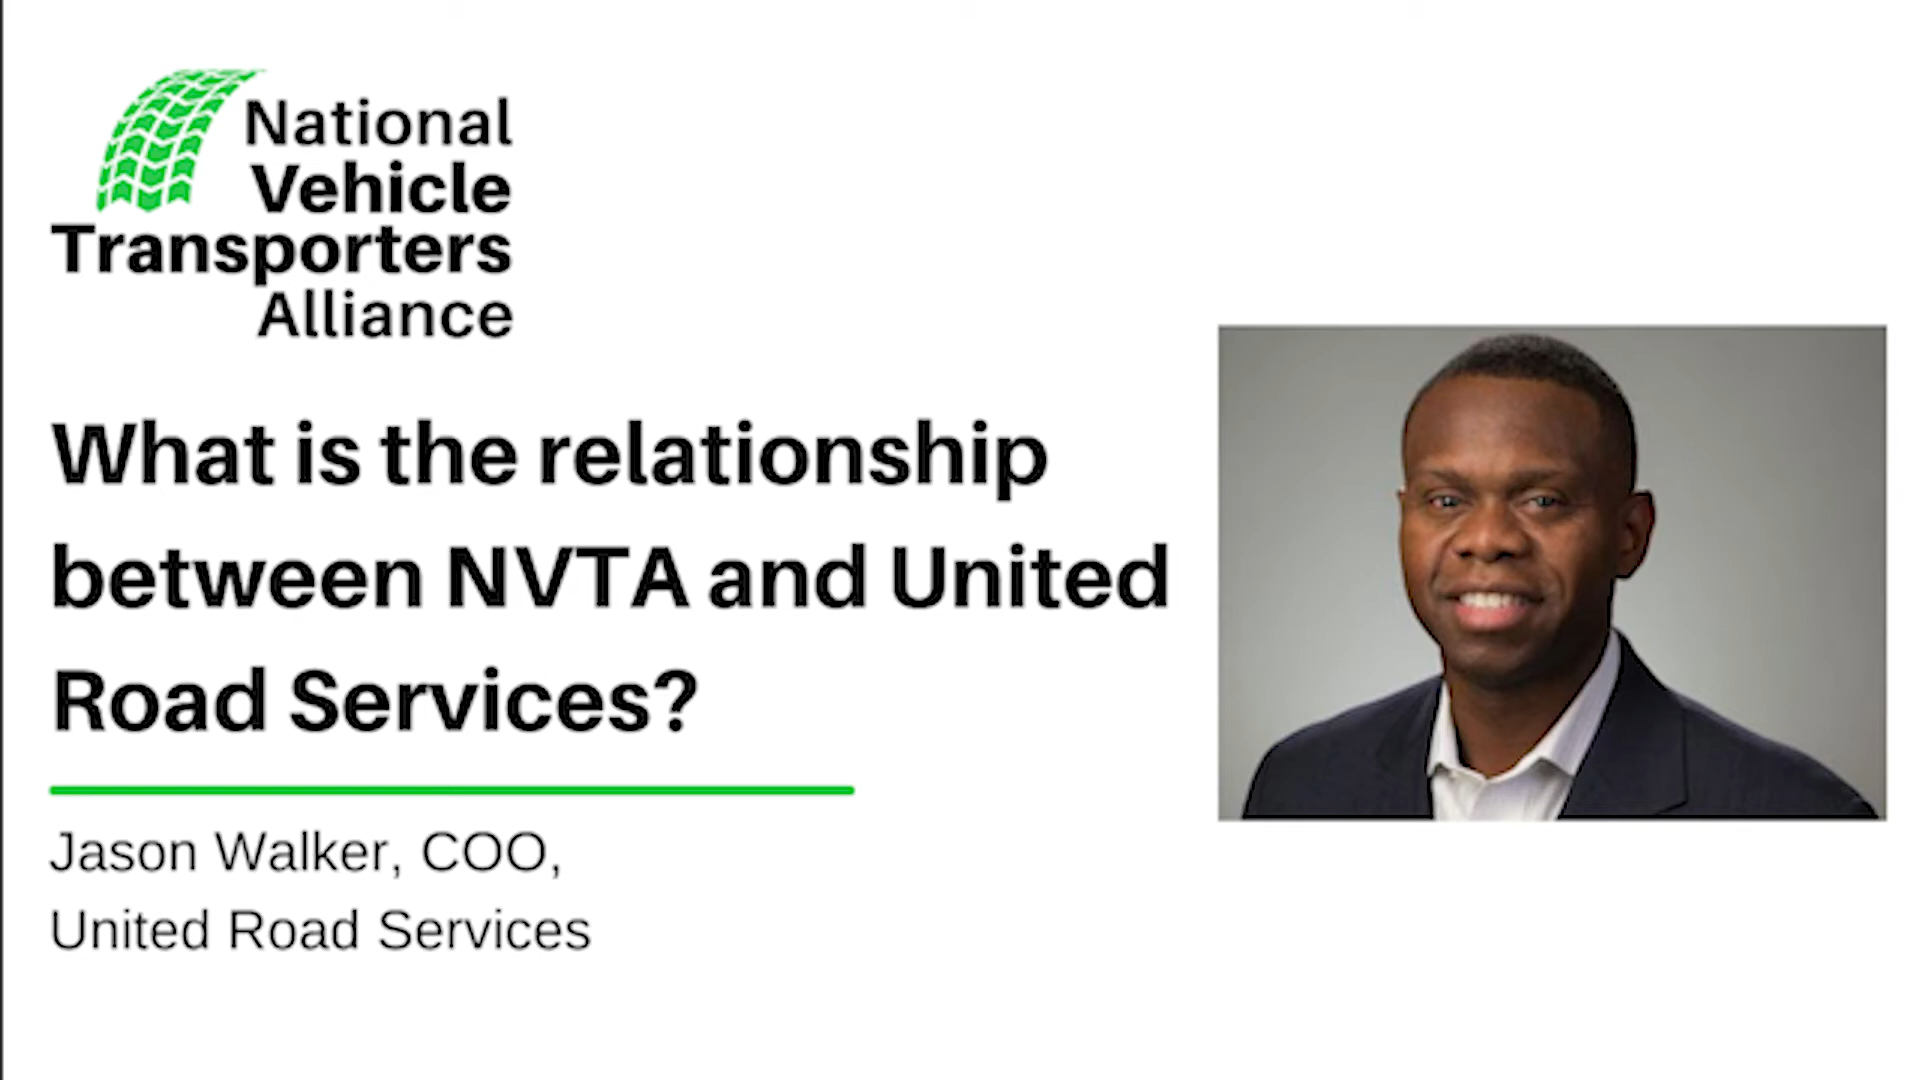 National
Vehicle
Transporters
Alliance
What is the relationship
between NVTA and United
Road Services?
Jason Walker, COO,
United Road Services